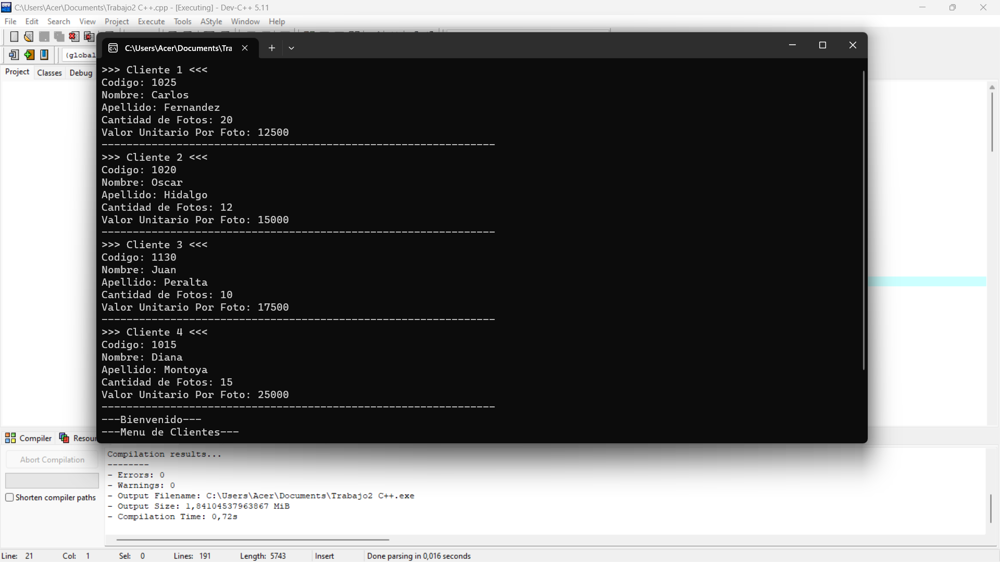 C:\Users\Acer\Documents\Trabajo2 C++.cpp - [Executing] - Dev-C++ 5.11
File Edit Search View Project Execute Tools AStyle Window Help
C:\Users\Acer\Documents\Tra
(global
Project Classes Debug
>>> Cliente 1 <<<
Codigo: 1025
Nombre: Carlos
Apellido: Fernandez
Cantidad de Fotos: 20
Valor Unitario Por Foto: 12500
---------------------------------------------------------------
>>> Cliente 2 <<<
Codigo: 1020
Nombre: Oscar
Apellido: Hidalgo
Cantidad de Fotos: 12
Valor Unitario Por Foto: 15000
---------------------------------------------------------------
>>> Cliente 3 <<<
Codigo: 1130
Nombre: Juan
Apellido: Peralta
Cantidad de Fotos: 10
Valor Unitario Por Foto: 17500
---------------------------------------------------------------
>>> Cliente 4 <<<
Codigo: 1015
Nombre: Diana
Apellido: Montoya
Cantidad de Fotos: 15
Valor Unitario Por Foto: 25000
---------------------------------------------------------------
---Bienvenido---
---Menu de Clientes---
Compiler Resour
Abort Compilation
Shorten compiler paths
Compilation results...
--------
- Errors: 0
- Warnings: 0
- Output Filename: C:\Users\Acer\Documents\Trabajo2 C++.exe
- Output Size: 1,84104537963867 MiB
- Compilation Time: 0,72s
Line: 21 Col: 1 Sel: 0 Lines: 191 Length: 5743 Insert Done parsing in 0,016 seconds